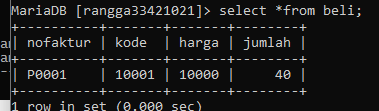 MariaDB [rangga33421021]> select *from beli;
+----------+-------+-------+--------+
| nofaktur | kode | harga | jumlah |
+----------+-------+-------+--------+
| P0001 | 10001 | 10000 | 40 |
+----------+-------+-------+--------+
1 row in set (0.000 sec)